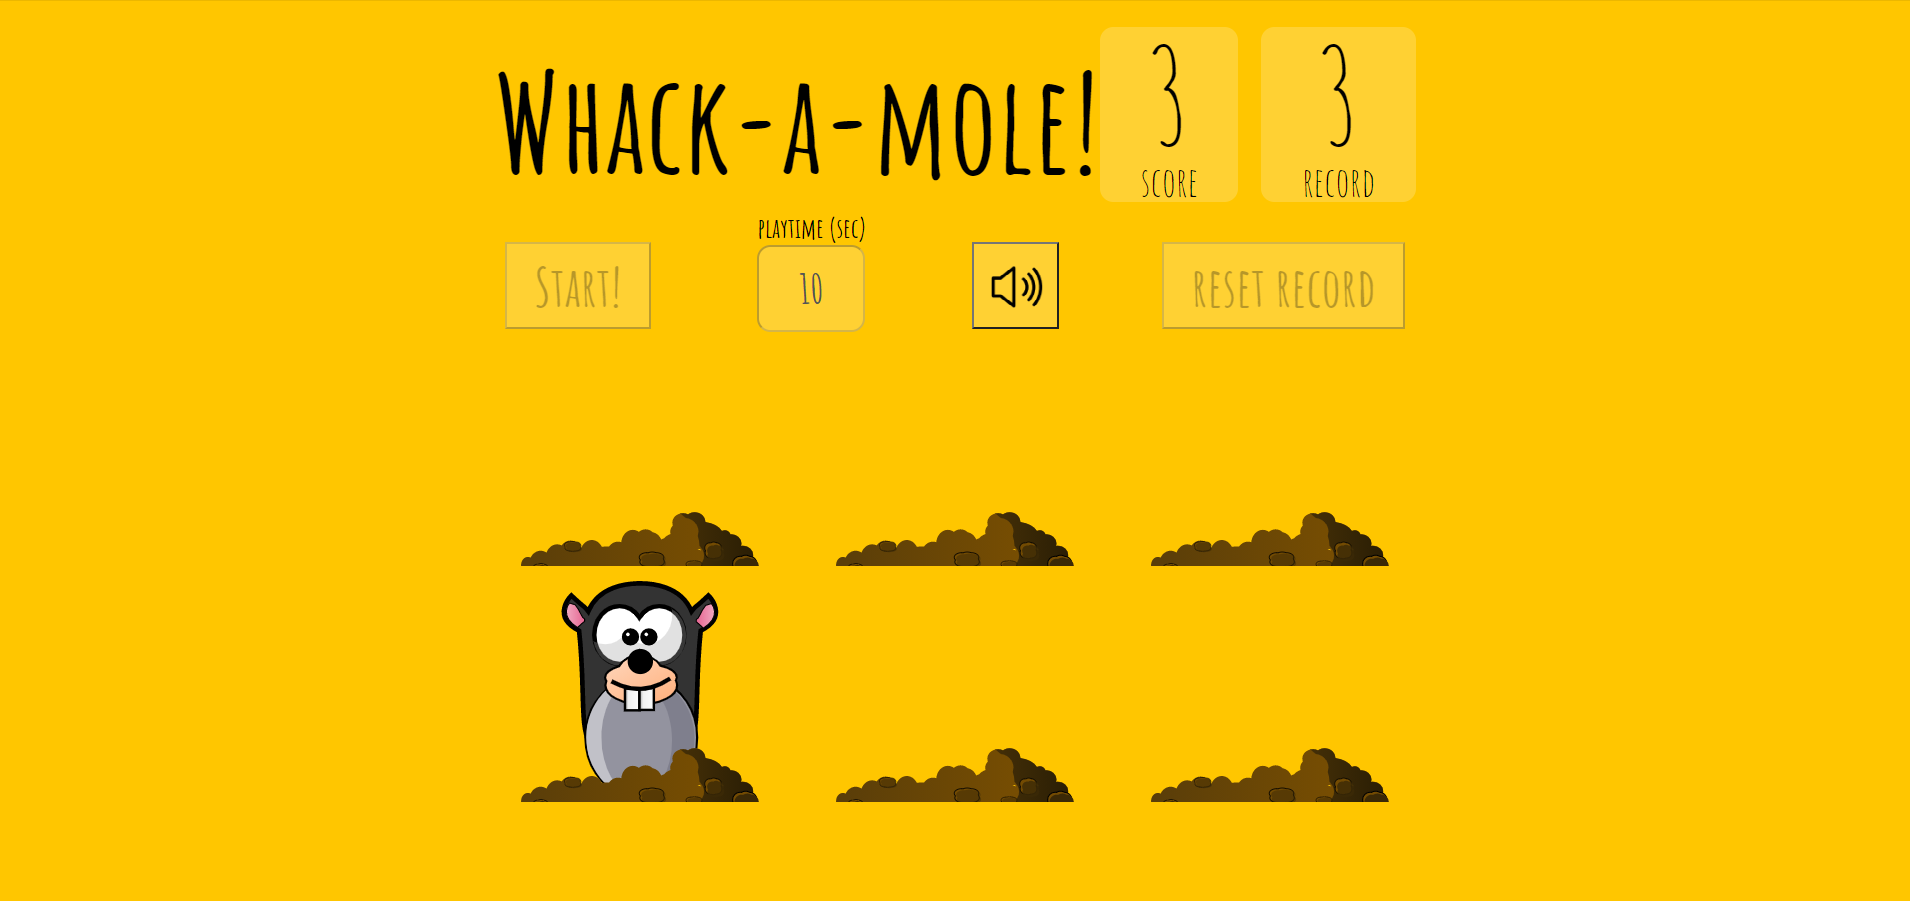 Whack-a-mole!
3
score
3
record
playtime (sec)
Start!
10
reset record